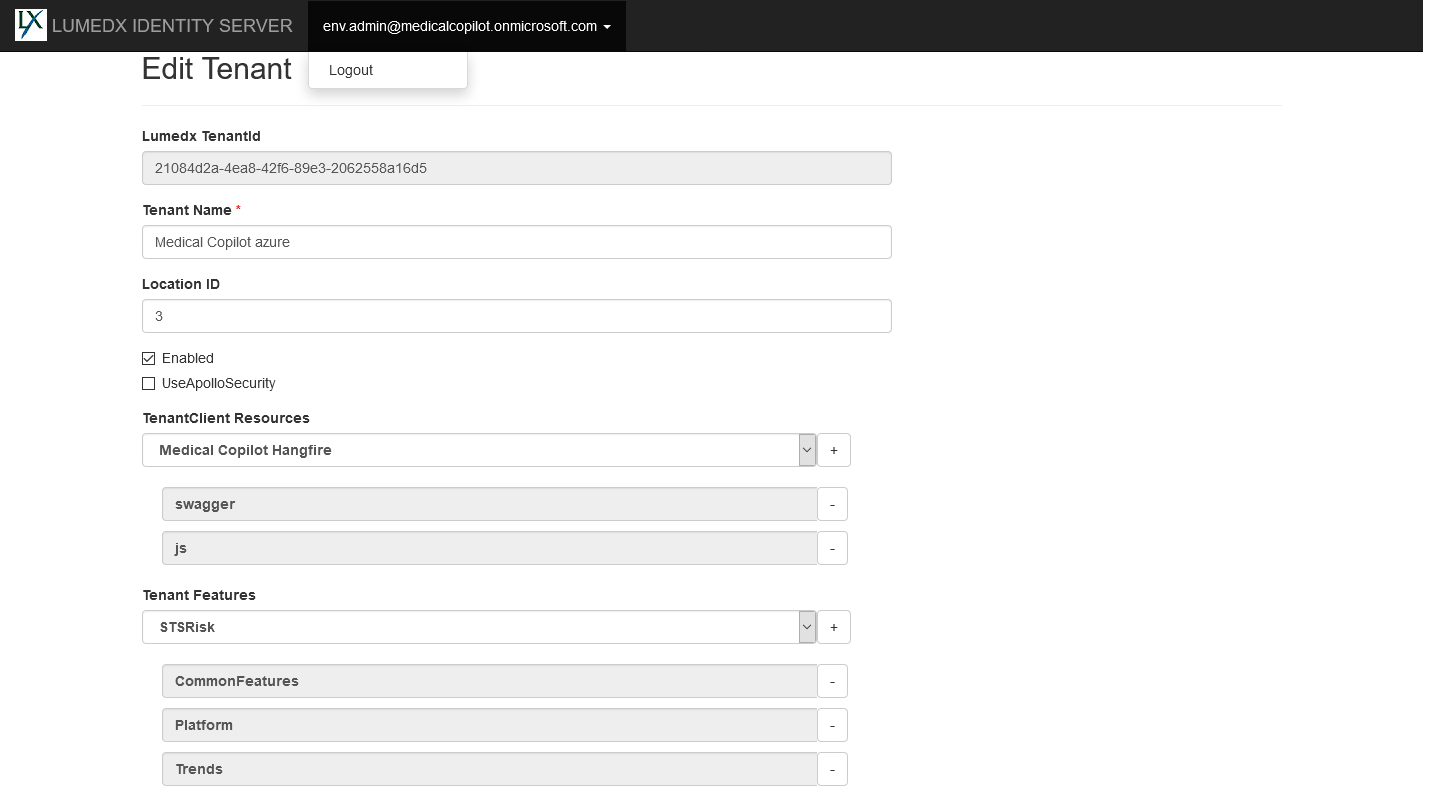 LX LUMEDX IDENTITY SERVER env.admin@medicalcopilot.onmicrosoft.com
Edit Tenant Logout
Lumedx TenantId
21084d2a-4ea8-42f6-89e3-2062558a16d5
Tenant Name *
Medical Copilot azure
Location ID
3
Enabled
UseApolloSecurity
TenantClient Resources
Medical Copilot Hangfire +
swagger -
js -
Tenant Features
STSRisk +
CommonFeatures -
Platform -
Trends -